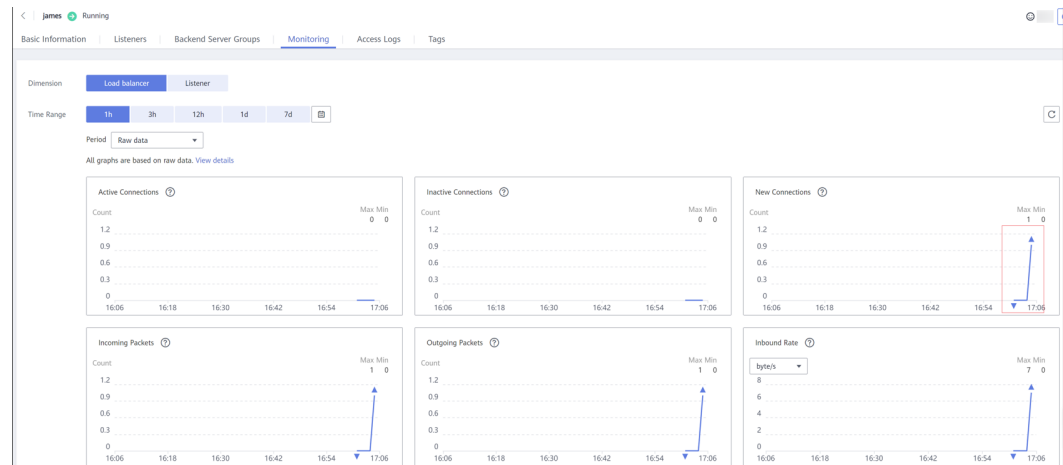 james Running
Basic Information Listeners Backend Server Groups Monitoring Access Logs Tags
Dimension Load balancer Listener
Time Range 1h 3h 12h 1d 7d
Period Raw data
All graphs are based on raw data. View details
Active Connections ?
Count Max Min
0 0
1.2
0.9
0.6
0.3
0
16:06 16:18 16:30 16:42 16:54 17:06
Inactive Connections ?
Count Max Min
0 0
1.2
0.9
0.6
0.3
0
16:06 16:18 16:30 16:42 16:54 17:06
New Connections ?
Count Max Min
1 0
1.2
0.9
0.6
0.3
0
16:06 16:18 16:30 16:42 16:54 17:06
Incoming Packets ?
Count Max Min
1 0
1.2
0.9
0.6
0.3
0
16:06 16:18 16:30 16:42 16:54 17:06
Outgoing Packets ?
Count Max Min
1 0
1.2
0.9
0.6
0.3
0
16:06 16:18 16:30 16:42 16:54 17:06
Inbound Rate ?
byte/s Max Min
7 0
8
6
4
2
0
16:06 16:18 16:30 16:42 16:54 17:06